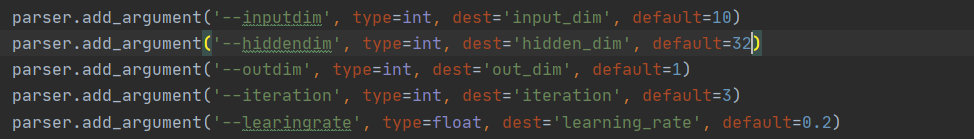 parser.add_argument('--inputdim', type=int, dest='input_dim', default=10)
parser.add_argument('--hiddendim', type=int, dest='hidden_dim', default=32)
parser.add_argument('--outdim', type=int, dest='out_dim', default=1)
parser.add_argument('--iteration', type=int, dest='iteration', default=3)
parser.add_argument('--learingrate', type=float, dest='learning_rate', default=0.2)